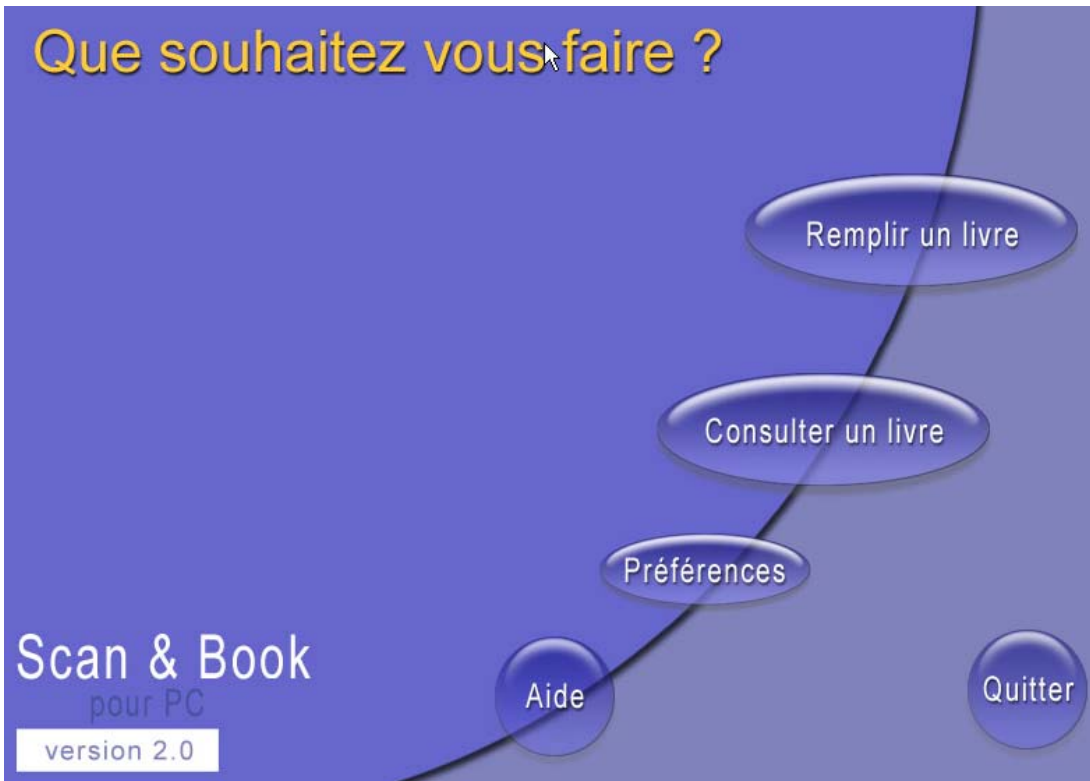 Que souhaitez vous faire ?
Remplir un livre
Consulter un livre
Préférences
Scan & Book
pour PC
version 2.0
Aide
Quitter